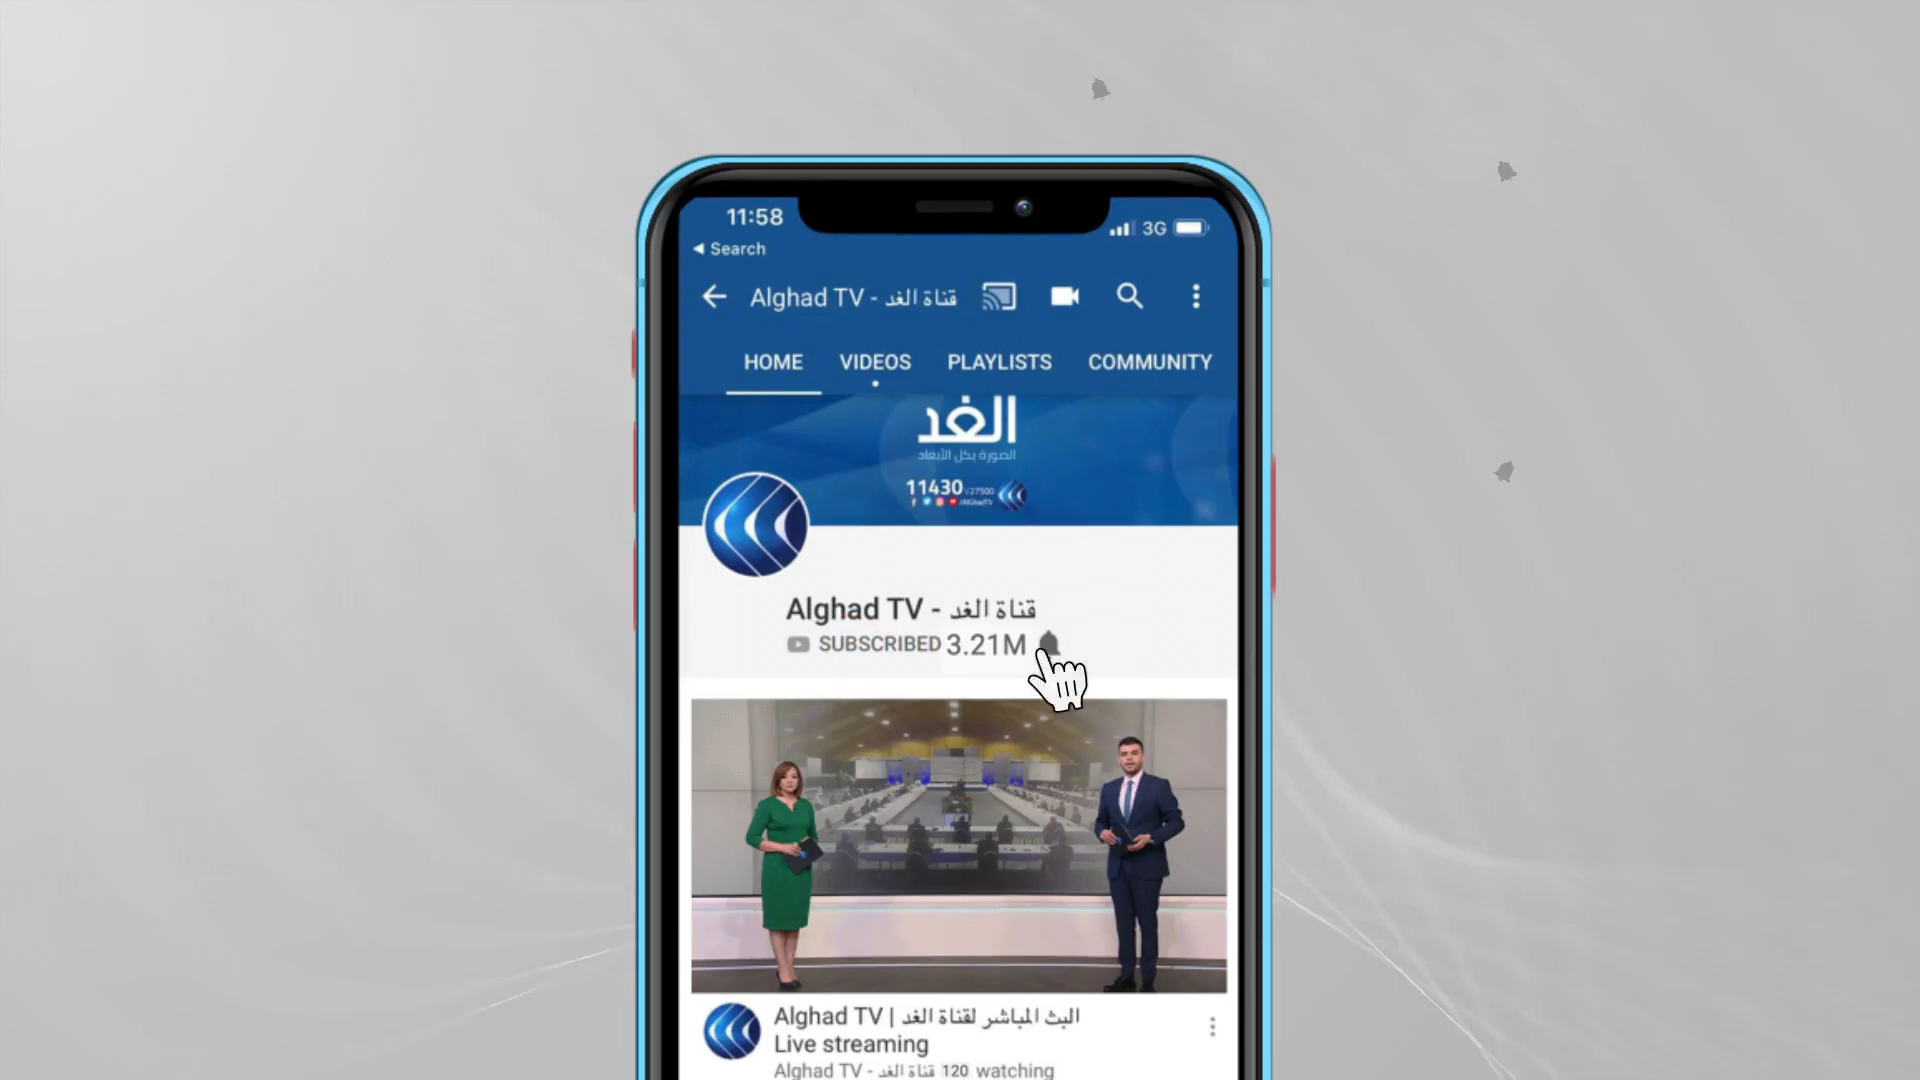 11:58
3G
◀ Search
Alghad TV - قناة الغد
HOME VIDEOS PLAYLISTS COMMUNITY
الغد
الصورة بكل الأبعاد
11430 27500
AlGhadTV
Alghad TV - قناة الغد
SUBSCRIBED 3.21M
Alghad TV | البث المباشر لقناة الغد
Live streaming
Alghad TV - قناة الغد 120 watching